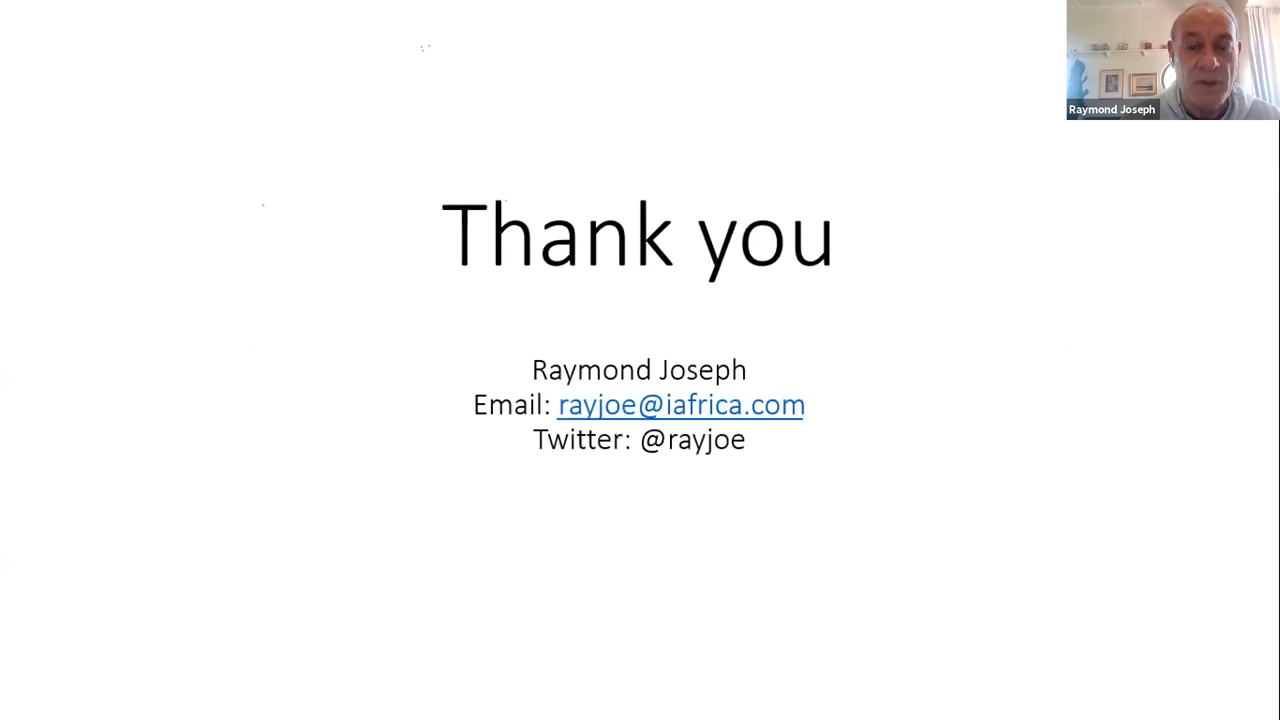 Raymond Joseph
Thank you
Raymond Joseph
Email: rayjoe@iafrica.com
Twitter: @rayjoe